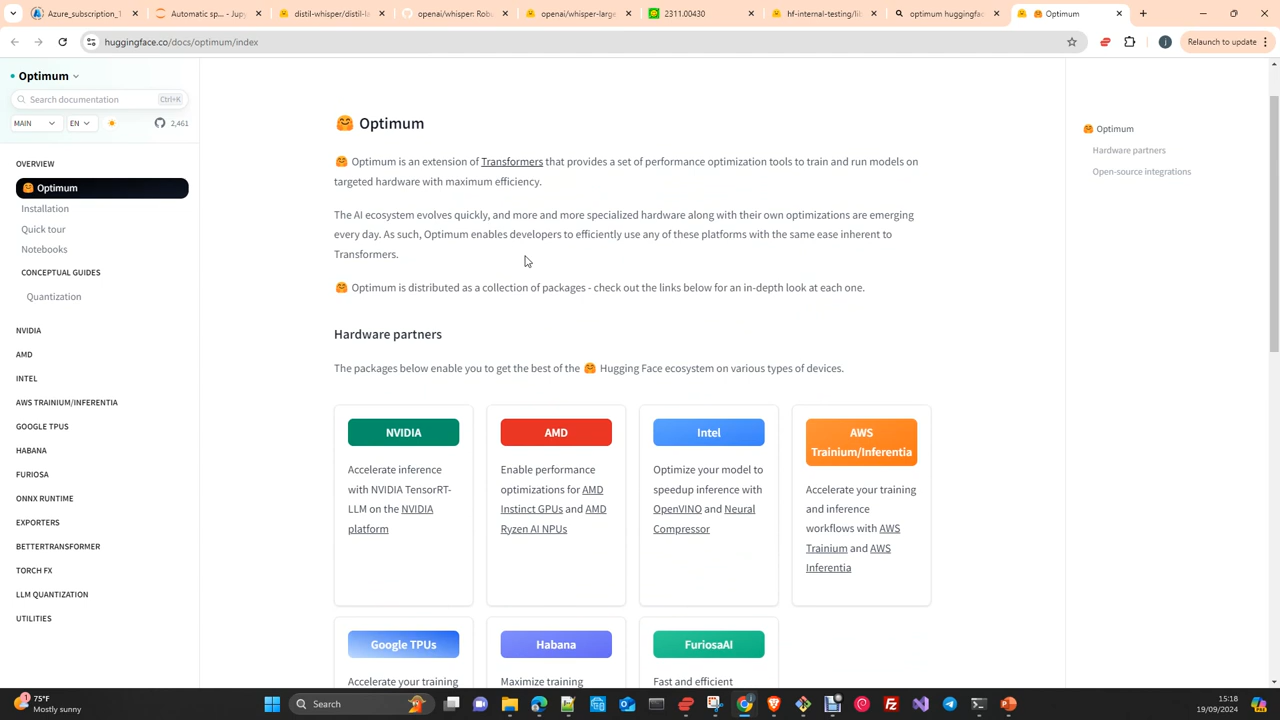 Azure_subscription_1
Automatic sp... - Jup
distil-whisper/distil-l
openai/whisper: Robu
openai/whisper-large
2311.00430
hf-internal-testing/lib
optimum huggingface
Optimum
huggingface.co/docs/optimum/index
Relaunch to update
Optimum
Search documentation Ctrl+K
MAIN EN 2,461
OVERVIEW
Optimum
Installation
Quick tour
Notebooks
CONCEPTUAL GUIDES
Quantization
NVIDIA
AMD
INTEL
AWS TRAINIUM/INFERENTIA
GOOGLE TPUS
HABANA
FURIOSA
ONNX RUNTIME
EXPORTERS
BETTERTRANSFORMER
TORCH FX
LLM QUANTIZATION
UTILITIES
🤗 Optimum
🤗 Optimum is an extension of Transformers that provides a set of performance optimization tools to train and run models on
targeted hardware with maximum efficiency.
The AI ecosystem evolves quickly, and more and more specialized hardware along with their own optimizations are emerging
every day. As such, Optimum enables developers to efficiently use any of these platforms with the same ease inherent to
Transformers.
🤗 Optimum is distributed as a collection of packages - check out the links below for an in-depth look at each one.
Hardware partners
The packages below enable you to get the best of the 🤗 Hugging Face ecosystem on various types of devices.
NVIDIA
Accelerate inference
with NVIDIA TensorRT-
LLM on the NVIDIA
platform
AMD
Enable performance
optimizations for AMD
Instinct GPUs and AMD
Ryzen AI NPUs
Intel
Optimize your model to
speedup inference with
OpenVINO and Neural
Compressor
AWS
Trainium/Inferentia
Accelerate your training
and inference
workflows with AWS
Trainium and AWS
Inferentia
Google TPUs
Accelerate your training
Habana
Maximize training
FuriosaAI
Fast and efficient
🤗 Optimum
Hardware partners
Open-source integrations
75°F
Mostly sunny
Search
15:18
19/09/2024